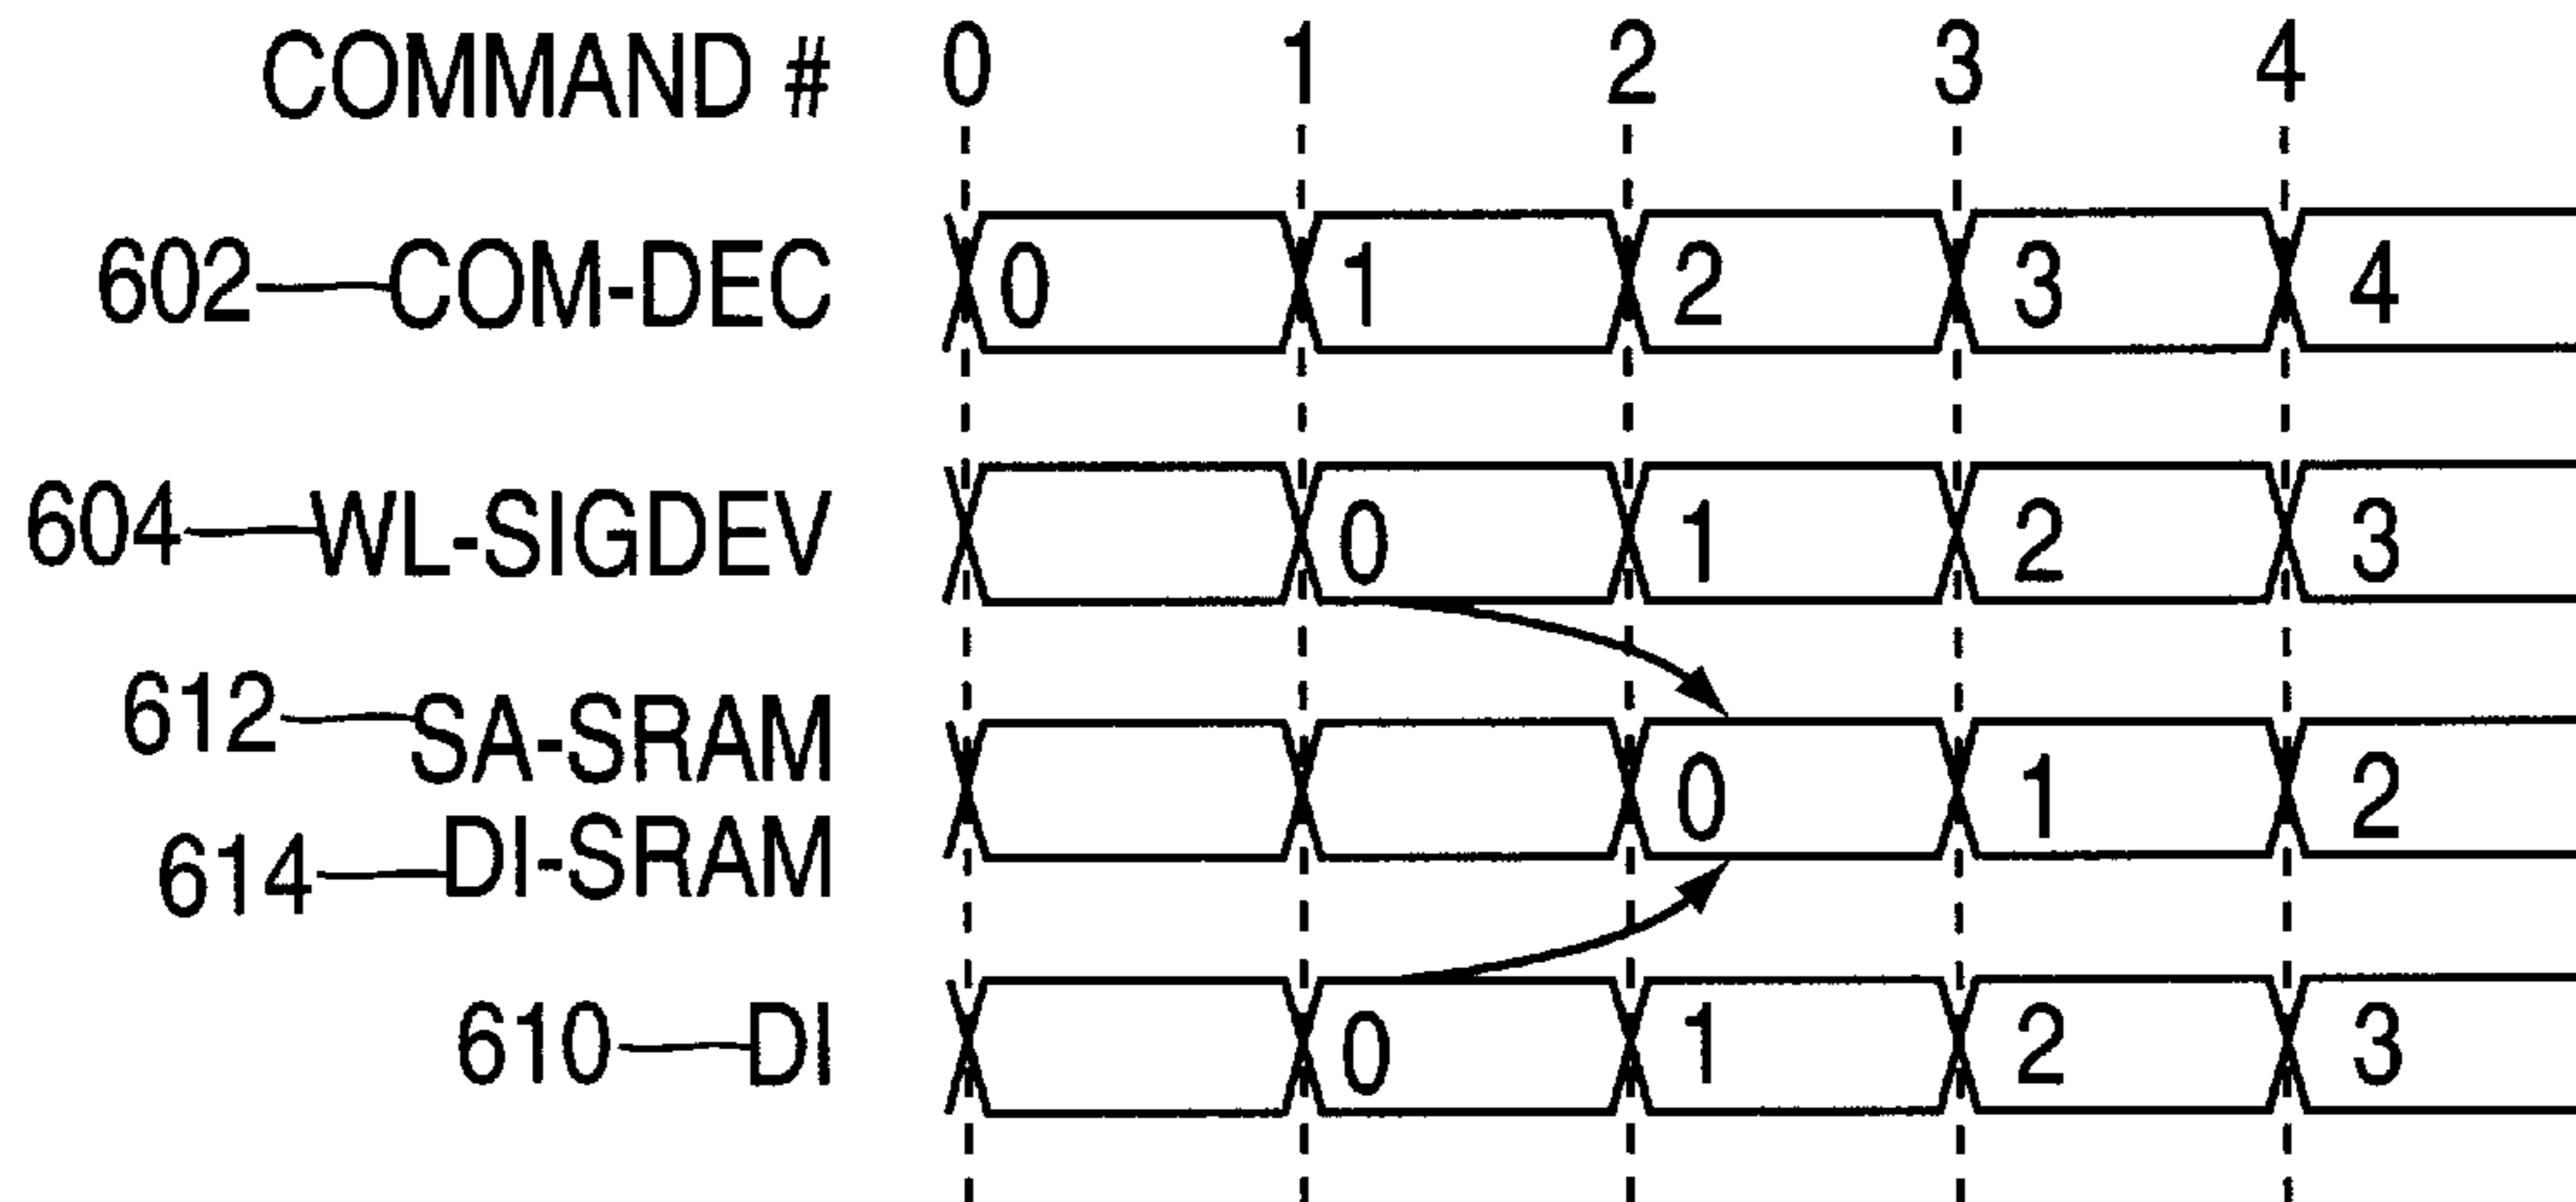 COMMAND # 0 1 2 3 4
602 COM-DEC 0 1 2 3 4
604 WL-SIGDEV 0 1 2 3
612 SA-SRAM
0 1 2
614 DI-SRAM
610 DI 0 1 2 3